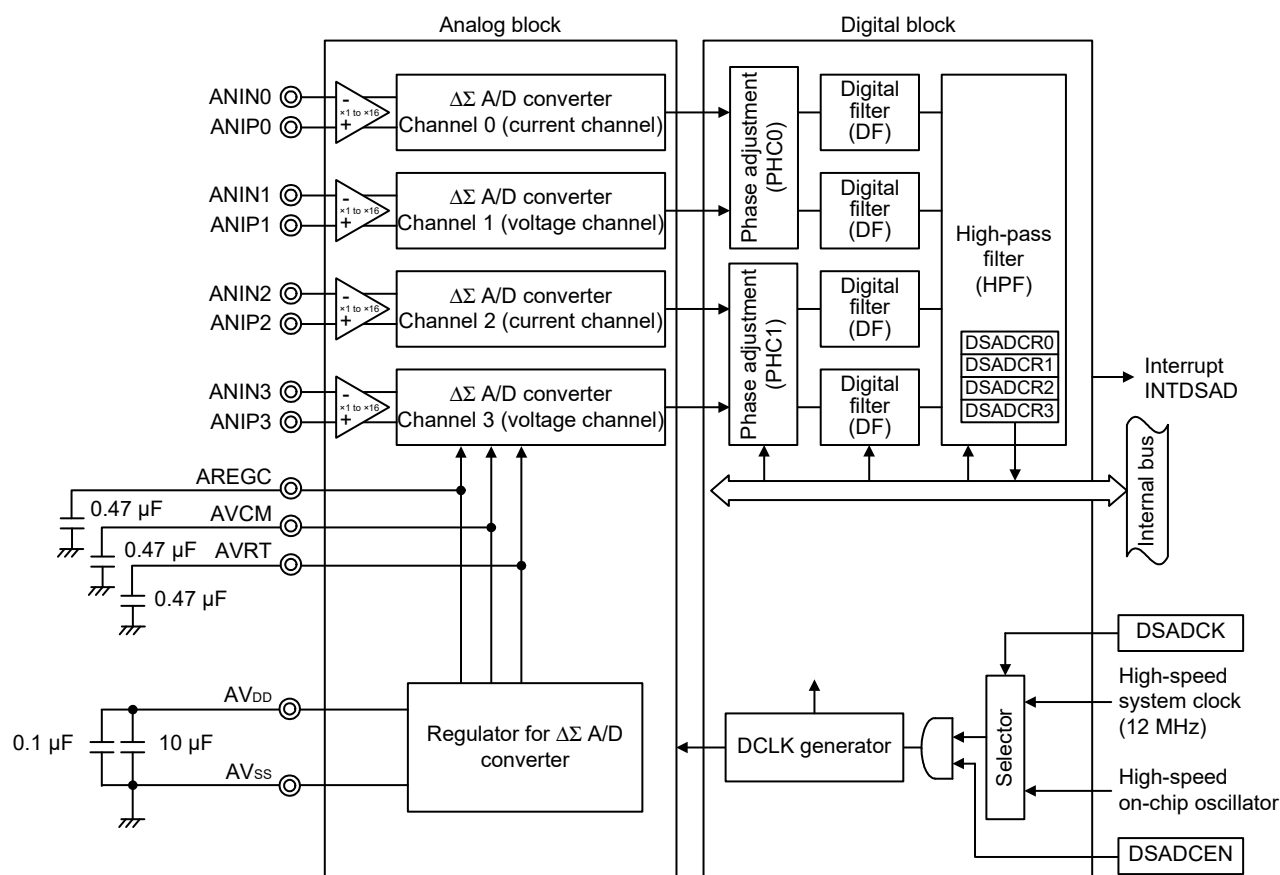 Analog block
Digital block
ANIN0
ANIP0
-
×1 to ×16
+
ΔΣ A/D converter
Channel 0 (current channel)
ANIN1
ANIP1
-
×1 to ×16
+
ΔΣ A/D converter
Channel 1 (voltage channel)
ANIN2
ANIP2
-
×1 to ×16
+
ΔΣ A/D converter
Channel 2 (current channel)
ANIN3
ANIP3
-
×1 to ×16
+
ΔΣ A/D converter
Channel 3 (voltage channel)
Phase adjustment
(PHC0)
Phase adjustment
(PHC1)
Digital
filter
(DF)
Digital
filter
(DF)
Digital
filter
(DF)
Digital
filter
(DF)
High-pass
filter
(HPF)
DSADCR0
DSADCR1
DSADCR2
DSADCR3
Interrupt
INTDSAD
Internal bus
AREGC
0.47 µF
AVCM
0.47 µF
AVRT
0.47 µF
AVDD
0.1 µF
10 µF
AVSS
Regulator for ΔΣ A/D
converter
DCLK generator
Selector
DSADCK
High-speed
system clock
(12 MHz)
High-speed
on-chip oscillator
DSADCEN